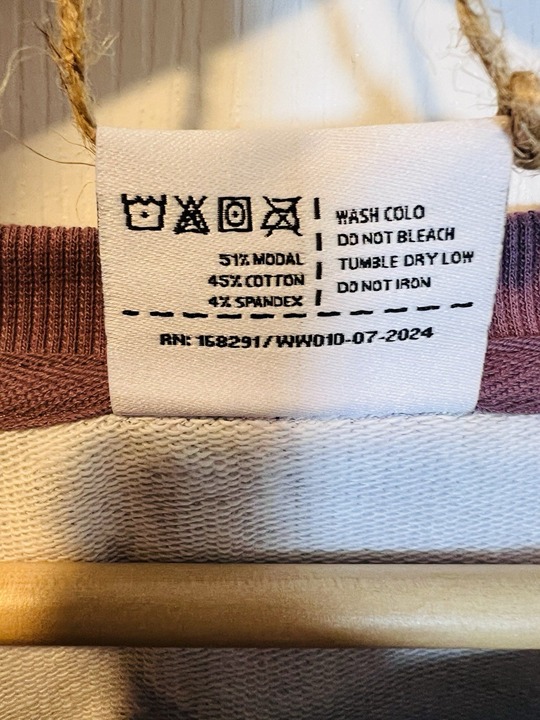 WASH COLD
DO NOT BLEACH
TUMBLE DRY LOW
DO NOT IRON
51% MODAL
45% COTTON
4% SPANDEX
RN: 168291/WW010-07-2024